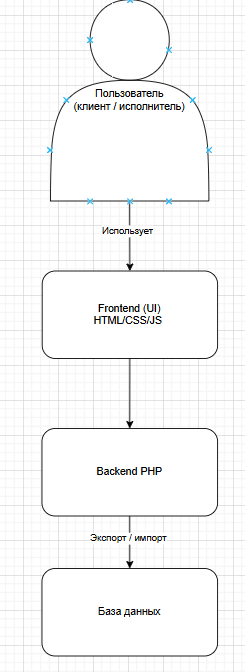 Пользователь
(клиент / исполнитель)
Использует
Frontend (UI)
HTML/CSS/JS
Backend PHP
Экспорт / импорт
База данных